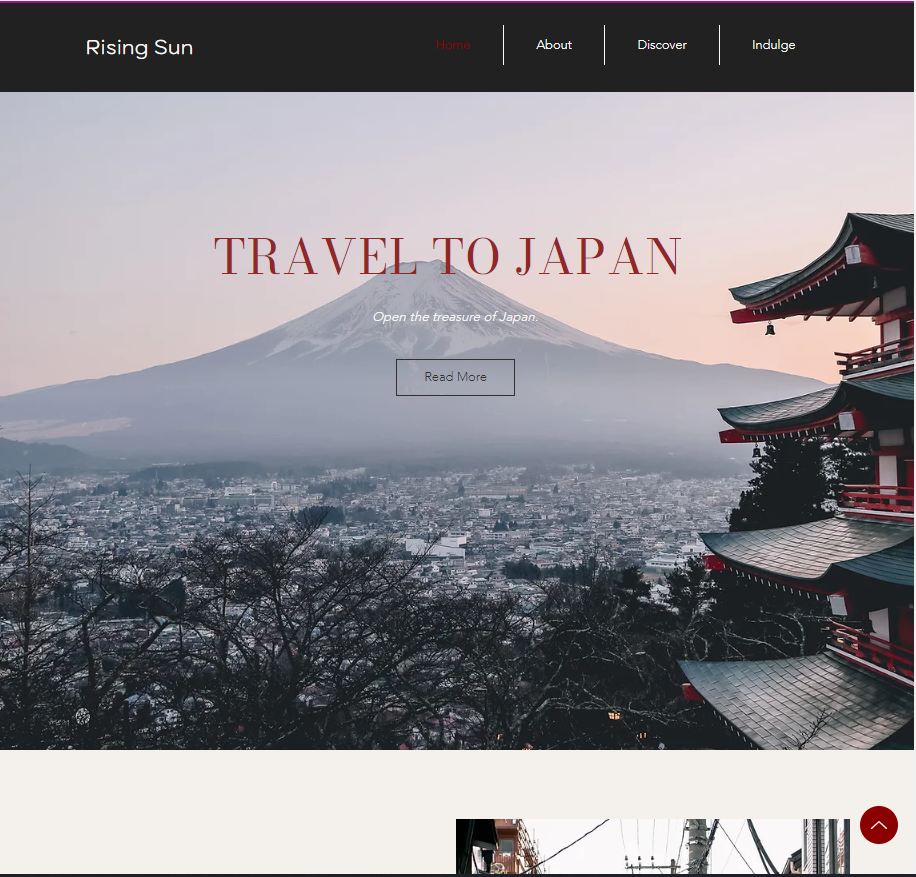 Rising Sun
Home
About
Discover
Indulge
TRAVEL TO JAPAN
Open the treasure of Japan.
Read More